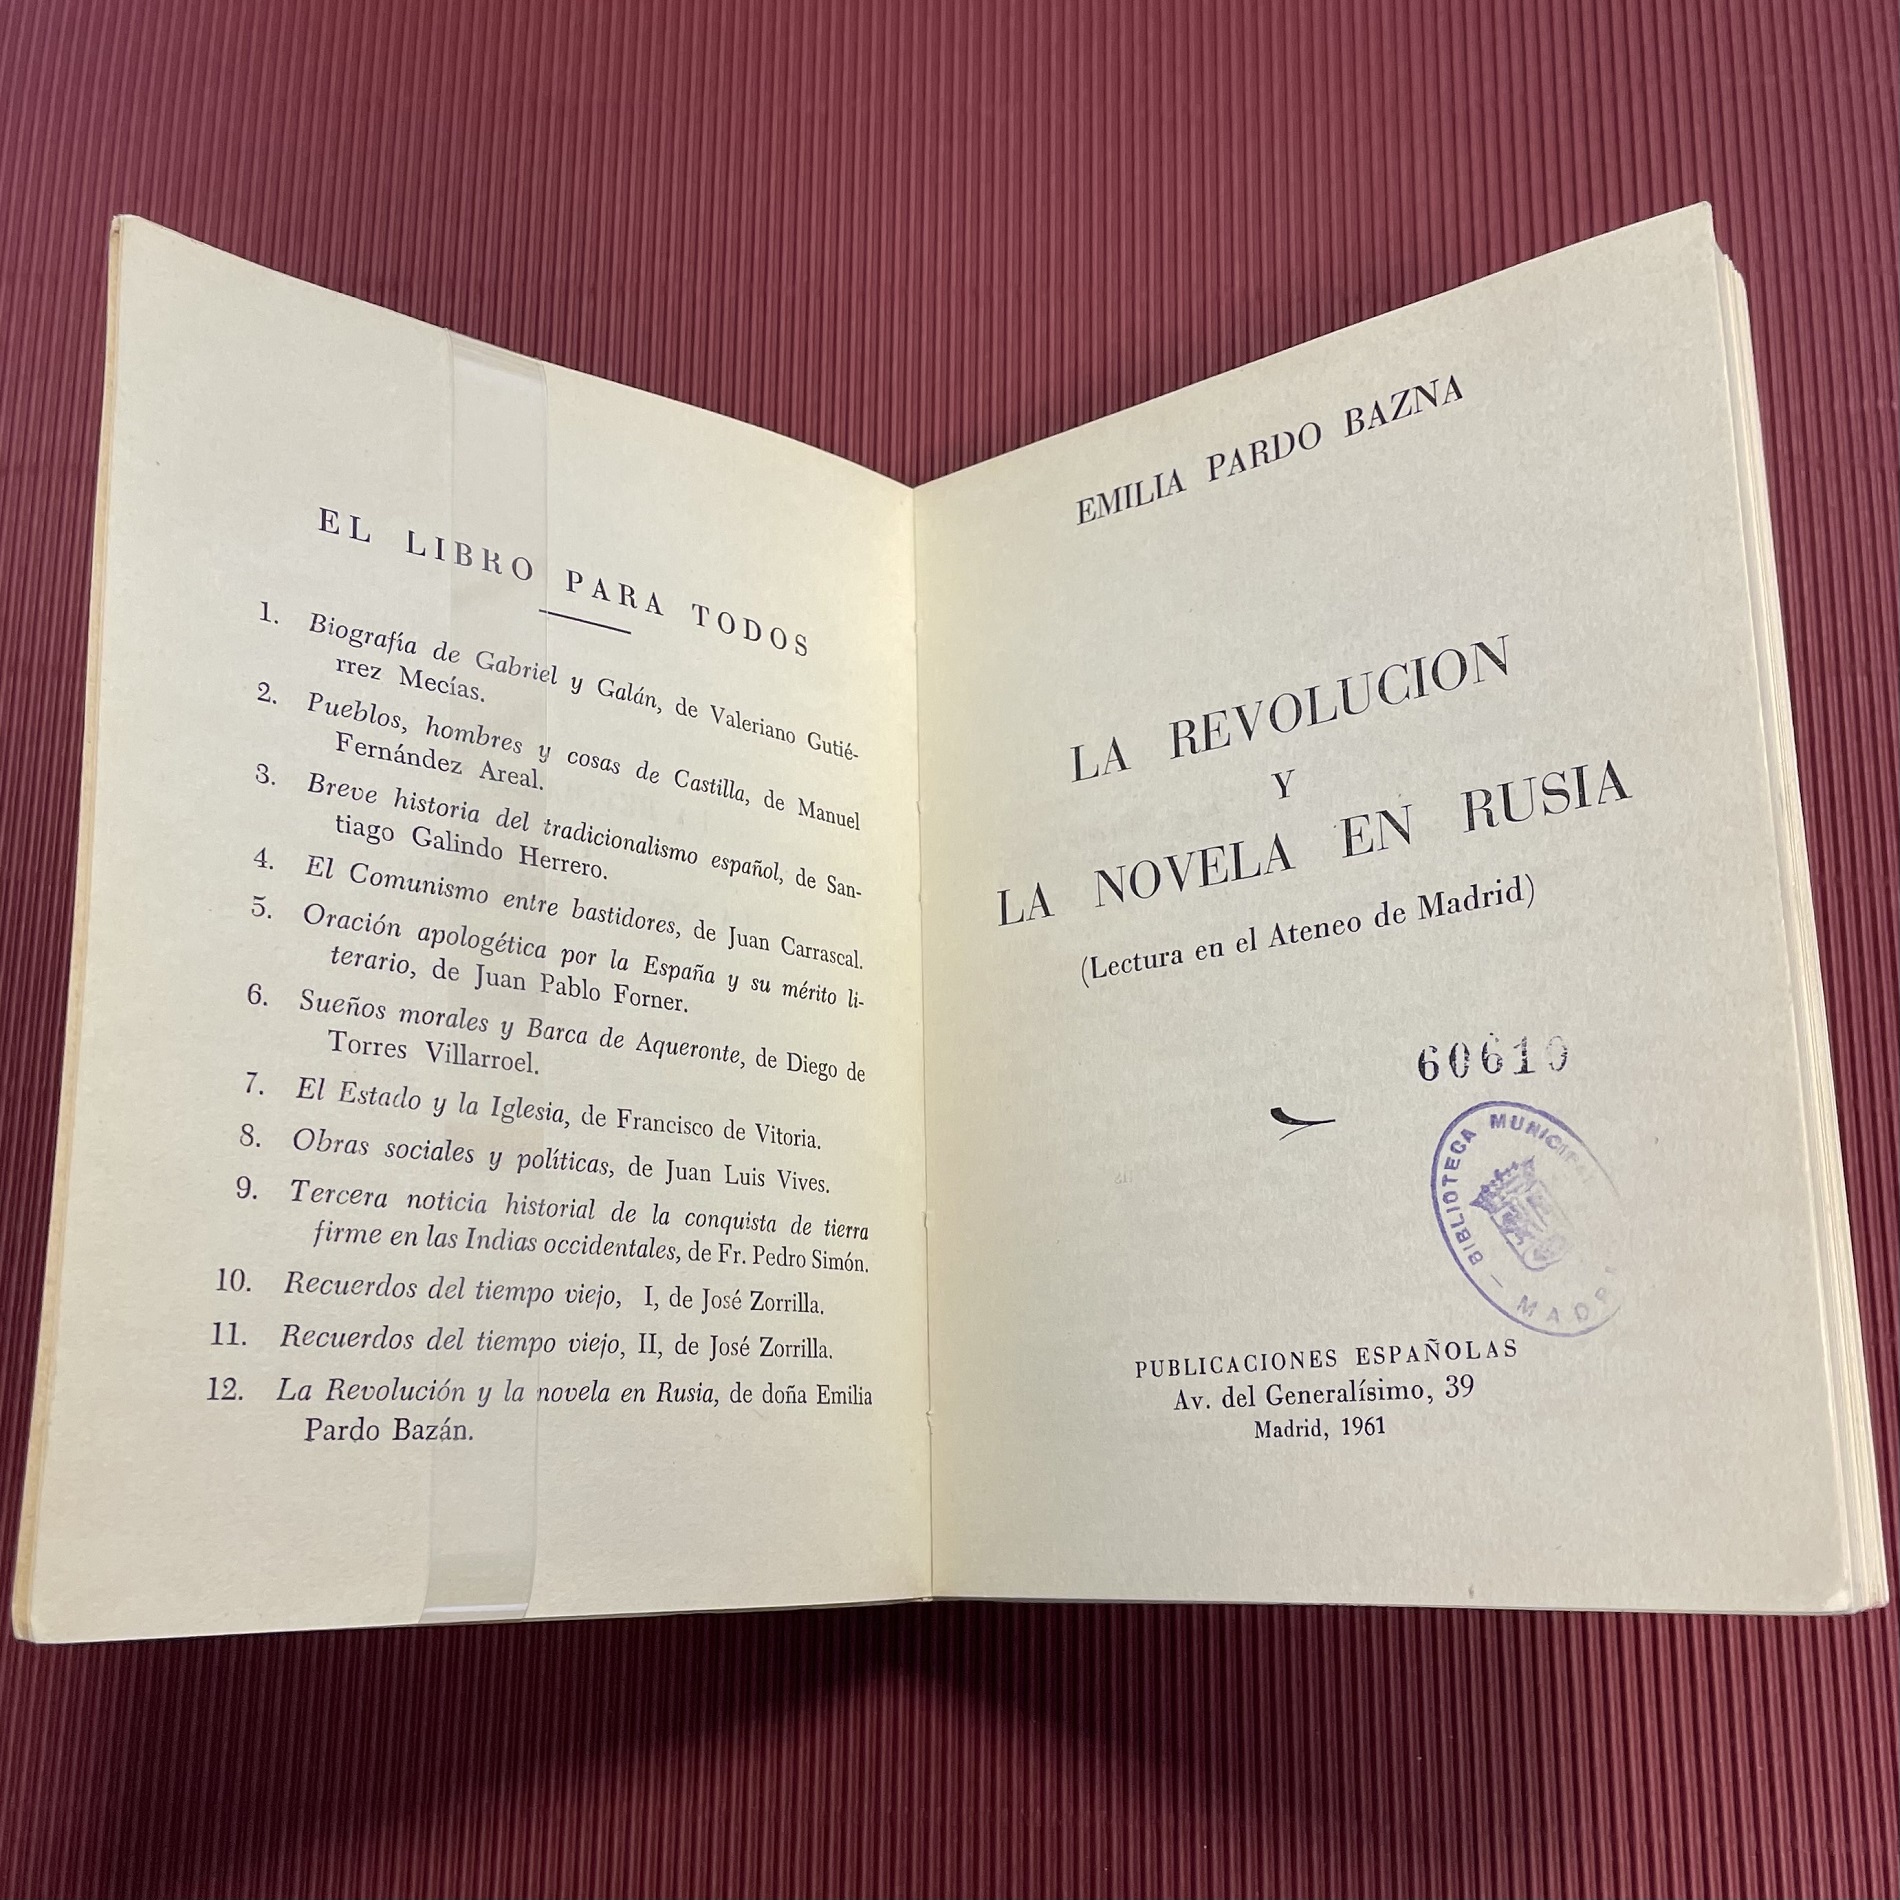 EL LIBRO PARA TODOS
1. Biografía de Gabriel y Galán, de Valeriano Gutié-
rrez Mecías.
2. Pueblos, hombres y cosas de Castilla, de Manuel
Fernández Areal.
3. Breve historia del tradicionalismo español, de San-
tiago Galindo Herrero.
4. El Comunismo entre bastidores, de Juan Carrascal.
5. Oración apologética por la España y su mérito li-
terario, de Juan Pablo Forner.
6. Sueños morales y Barca de Aqueronte, de Diego de
Torres Villarroel.
7. El Estado y la Iglesia, de Francisco de Vitoria.
8. Obras sociales y políticas, de Juan Luis Vives.
9. Tercera noticia historial de la conquista de tierra
firme en las Indias occidentales, de Fr. Pedro Simón.
10. Recuerdos del tiempo viejo, I, de José Zorrilla.
11. Recuerdos del tiempo viejo, II, de José Zorrilla.
12. La Revolución y la novela en Rusia, de doña Emilia
Pardo Bazán.
EMILIA PARDO BAZNA
LA REVOLUCION
Y
LA NOVELA EN RUSIA
(Lectura en el Ateneo de Madrid)
60619
BIBLIOTECA MUNICIPAL
PUBLICACIONES ESPAÑOLAS
Av. del Generalísimo, 39
Madrid, 1961